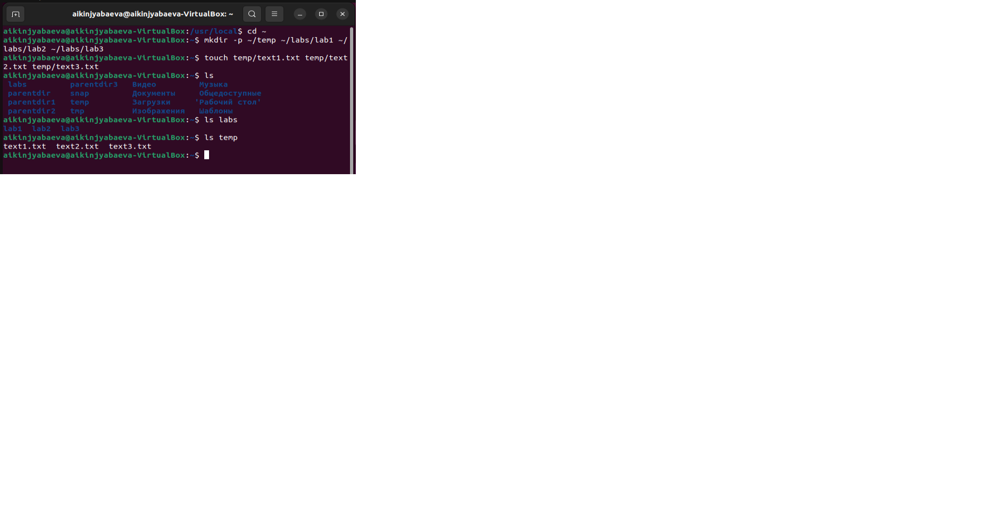 aikinjyabaeva@aikinjyabaeva-VirtualBox: ~
aikinjyabaeva@aikinjyabaeva-VirtualBox:/usr/local$ cd ~
aikinjyabaeva@aikinjyabaeva-VirtualBox:~$ mkdir -p ~/temp ~/labs/lab1 ~/
labs/lab2 ~/labs/lab3
aikinjyabaeva@aikinjyabaeva-VirtualBox:~$ touch temp/text1.txt temp/text
2.txt temp/text3.txt
aikinjyabaeva@aikinjyabaeva-VirtualBox:~$ ls
labs parentdir3 Видео Музыка
parentdir snap Документы Общедоступные
parentdir1 temp Загрузки 'Рабочий стол'
parentdir2 tmp Изображения Шаблоны
aikinjyabaeva@aikinjyabaeva-VirtualBox:~$ ls labs
lab1 lab2 lab3
aikinjyabaeva@aikinjyabaeva-VirtualBox:~$ ls temp
text1.txt text2.txt text3.txt
aikinjyabaeva@aikinjyabaeva-VirtualBox:~$